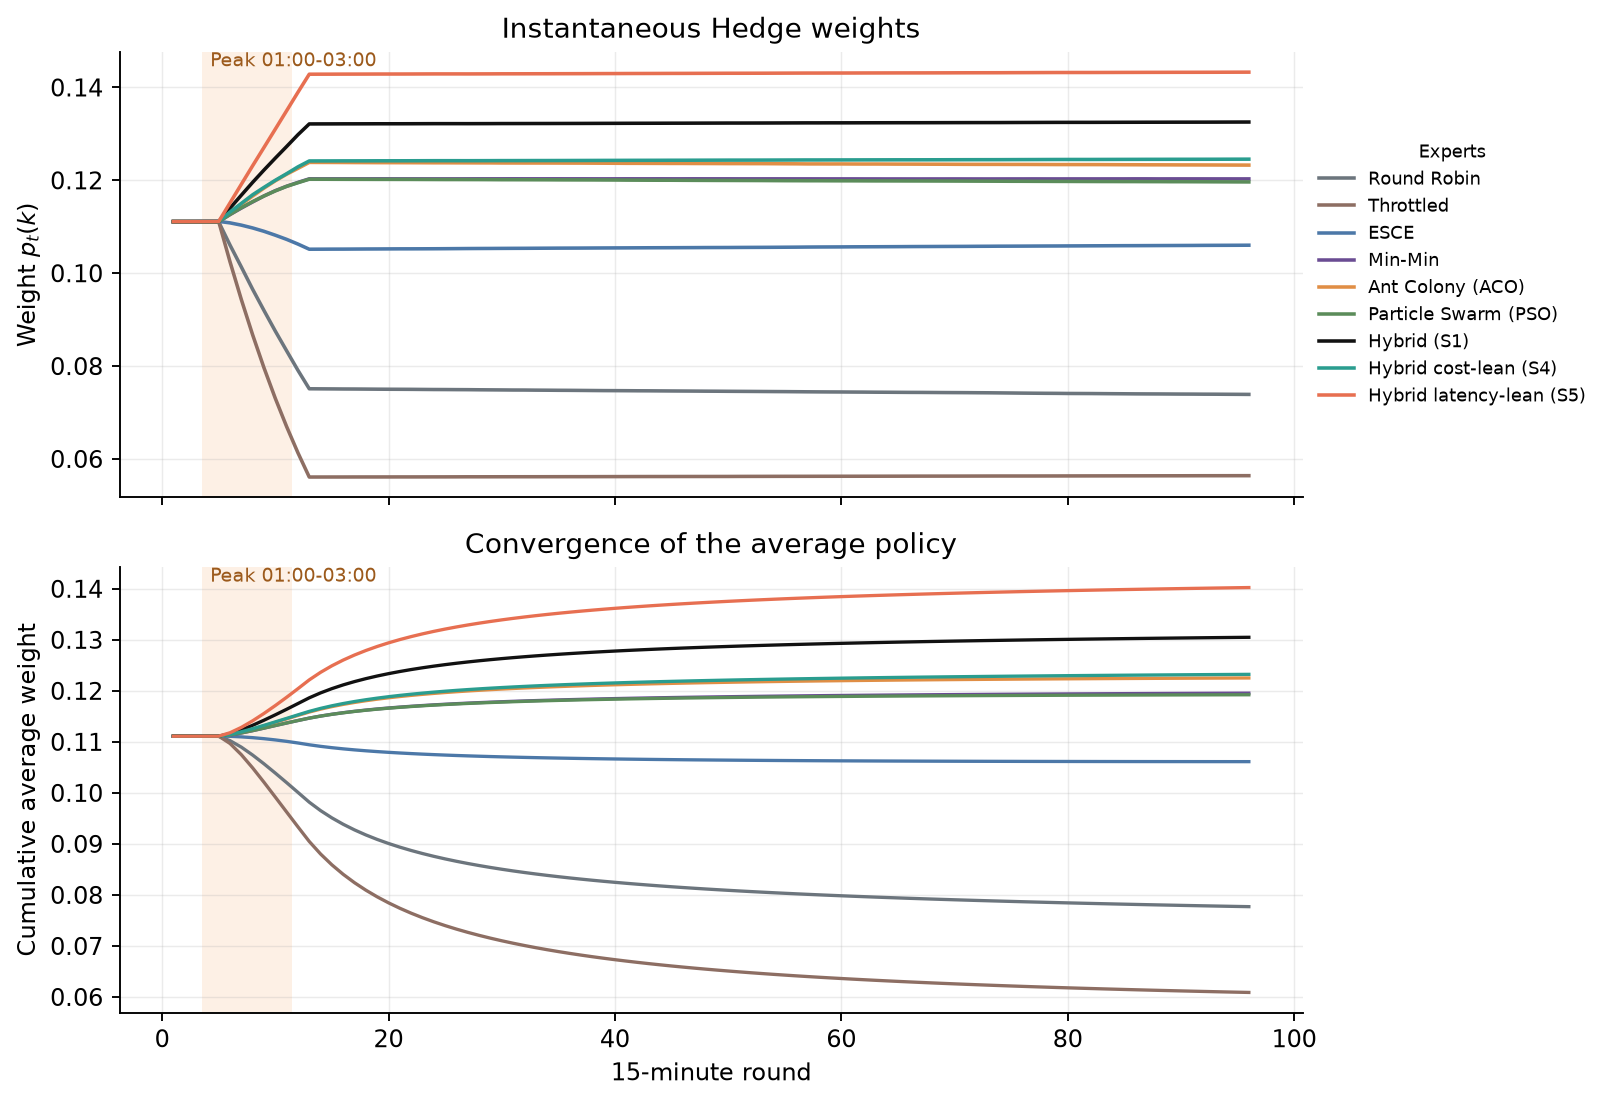 Instantaneous Hedge weights
Peak 01:00-03:00
0.14
0.12
0.10
0.08
0.06
Weight pₜ(k)
Experts
Round Robin
Throttled
ESCE
Min-Min
Ant Colony (ACO)
Particle Swarm (PSO)
Hybrid (S1)
Hybrid cost-lean (S4)
Hybrid latency-lean (S5)
Convergence of the average policy
Peak 01:00-03:00
0.14
0.13
0.12
0.11
0.10
0.09
0.08
0.07
0.06
Cumulative average weight
0 20 40 60 80 100
15-minute round